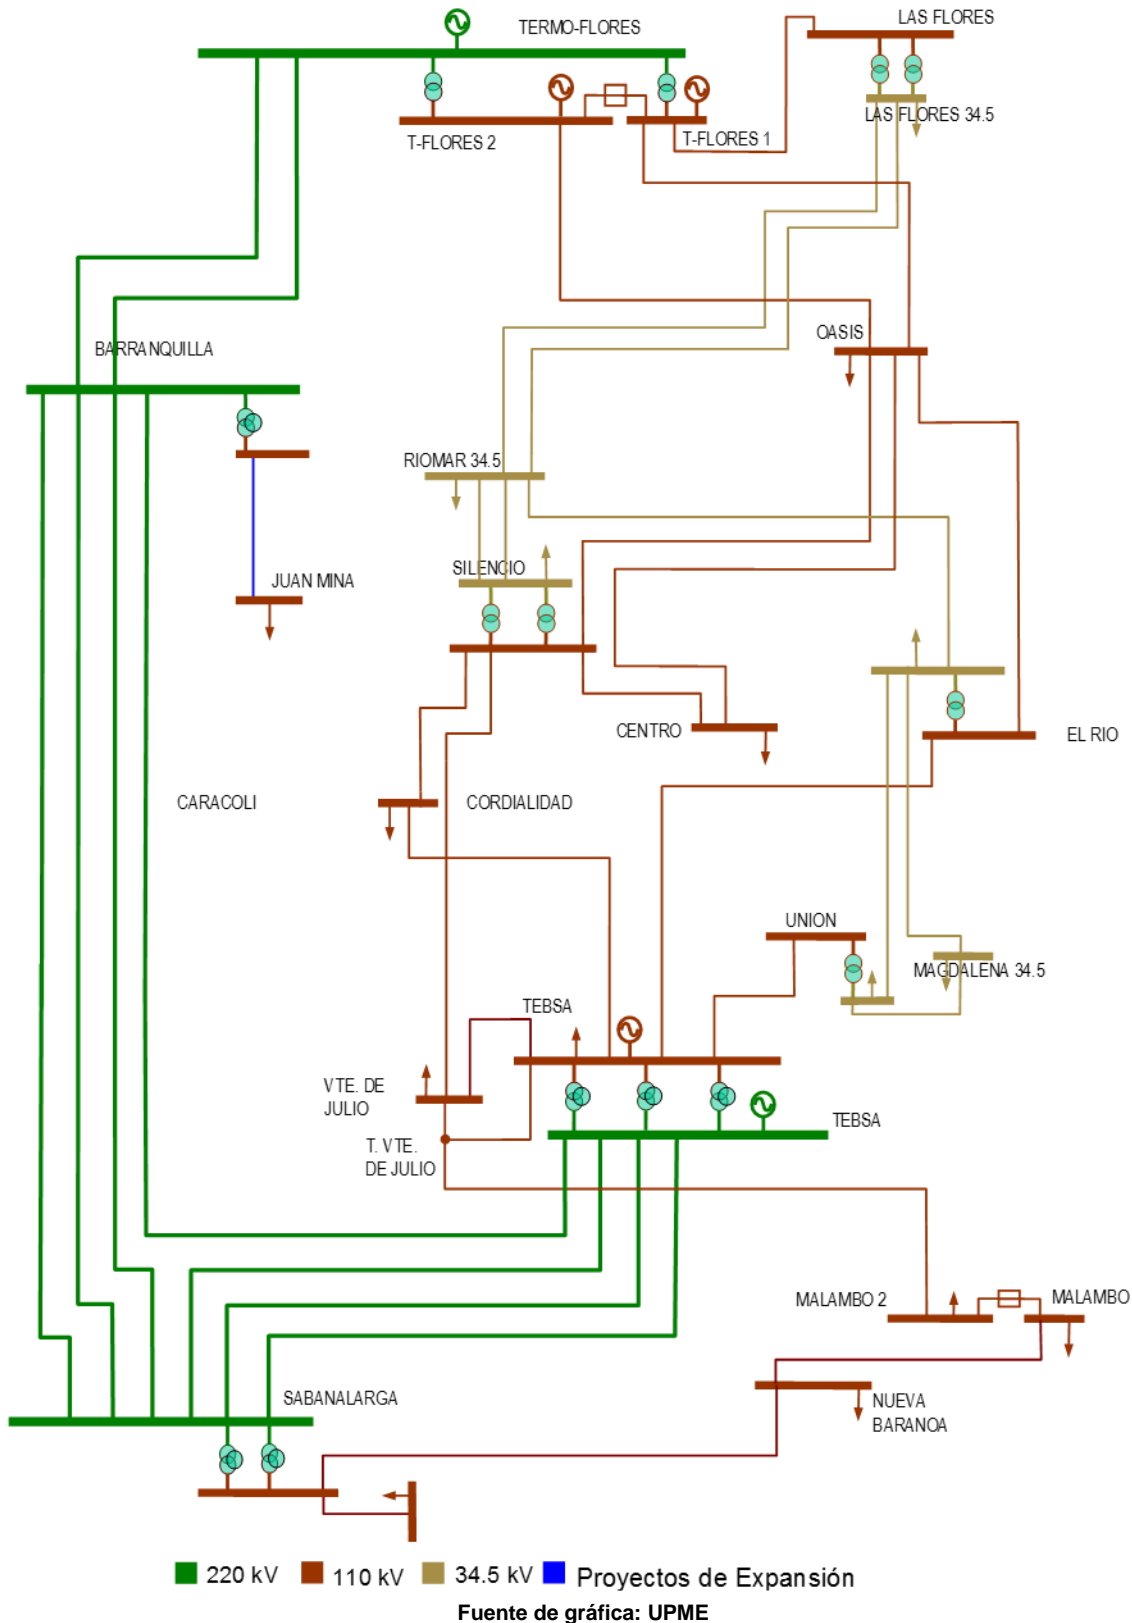 TERMO-FLORES
LAS FLORES
LAS FLORES 34.5
T-FLORES 2
T-FLORES 1
OASIS
BARRANQUILLA
RIOMAR 34.5
SILENCIO
JUAN MINA
CENTRO
EL RIO
CARACOLI
CORDIALIDAD
UNION
MAGDALENA 34.5
TEBSA
VTE. DE
JULIO
TEBSA
T. VTE.
DE JULIO
MALAMBO 2
MALAMBO
SABANALARGA
NUEVA
BARANOA
220 kV
110 kV
34.5 kV
Proyectos de Expansión
Fuente de gráfica: UPME